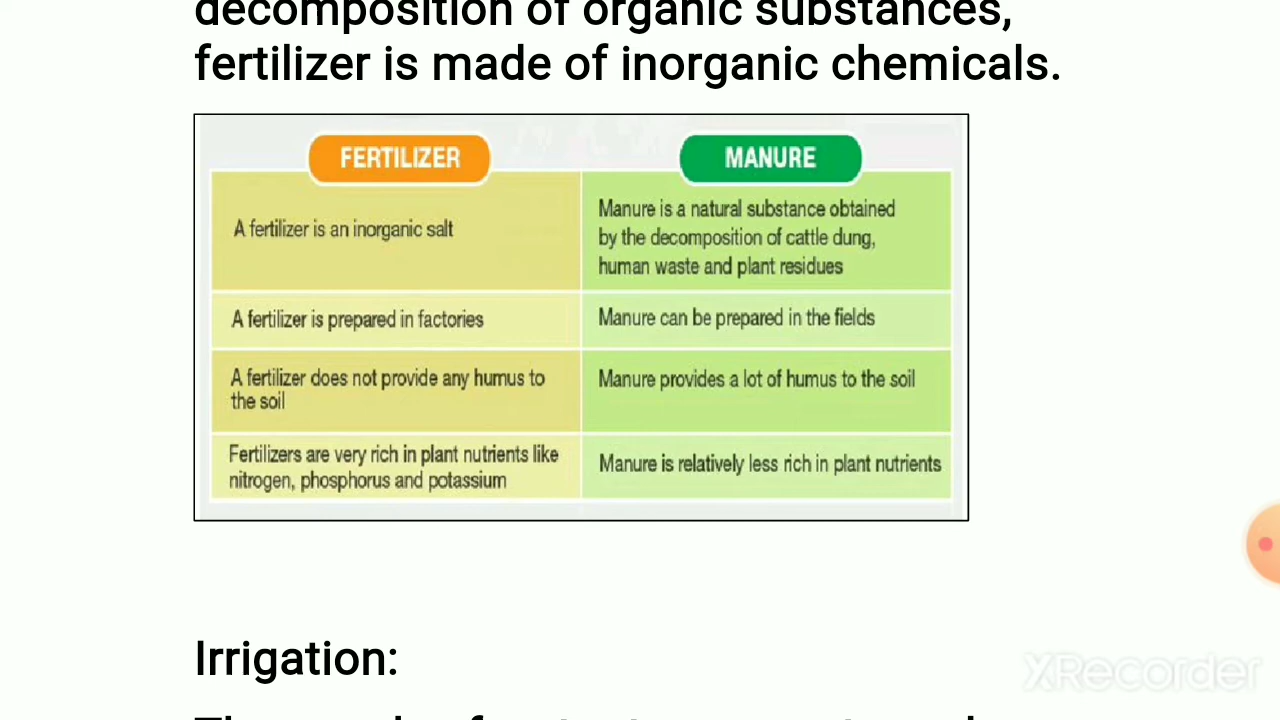 decomposition of organic substances,
fertilizer is made of inorganic chemicals.
FERTILIZER
MANURE
A fertilizer is an inorganic salt
Manure is a natural substance obtained
by the decomposition of cattle dung,
human waste and plant residues
A fertilizer is prepared in factories
Manure can be prepared in the fields
A fertilizer does not provide any humus to
the soil
Manure provides a lot of humus to the soil
Fertilizers are very rich in plant nutrients like
nitrogen, phosphorus and potassium
Manure is relatively less rich in plant nutrients
Irrigation:
XRecorder